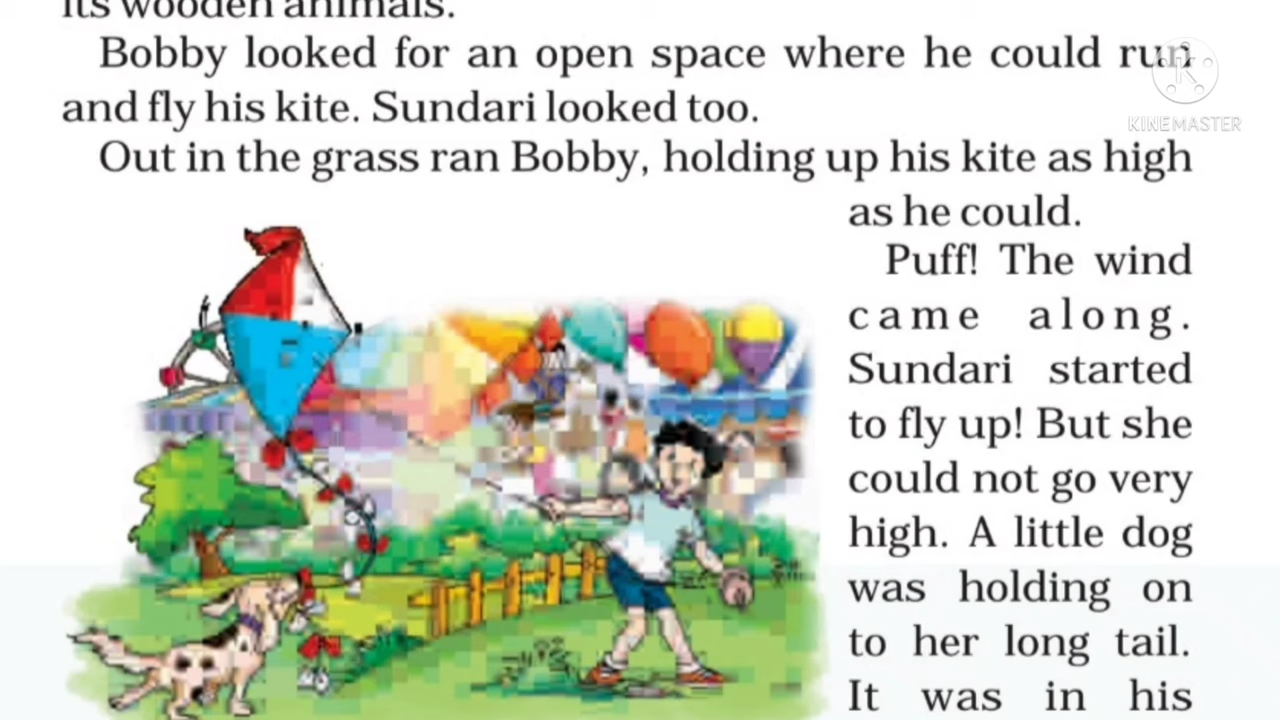 its wooden animals.
Bobby looked for an open space where he could run
and fly his kite. Sundari looked too.
KINEMASTER
Out in the grass ran Bobby, holding up his kite as high
as he could.
Puff! The wind
came along.
Sundari started
to fly up! But she
could not go very
high. A little dog
was holding on
to her long tail.
It was in his